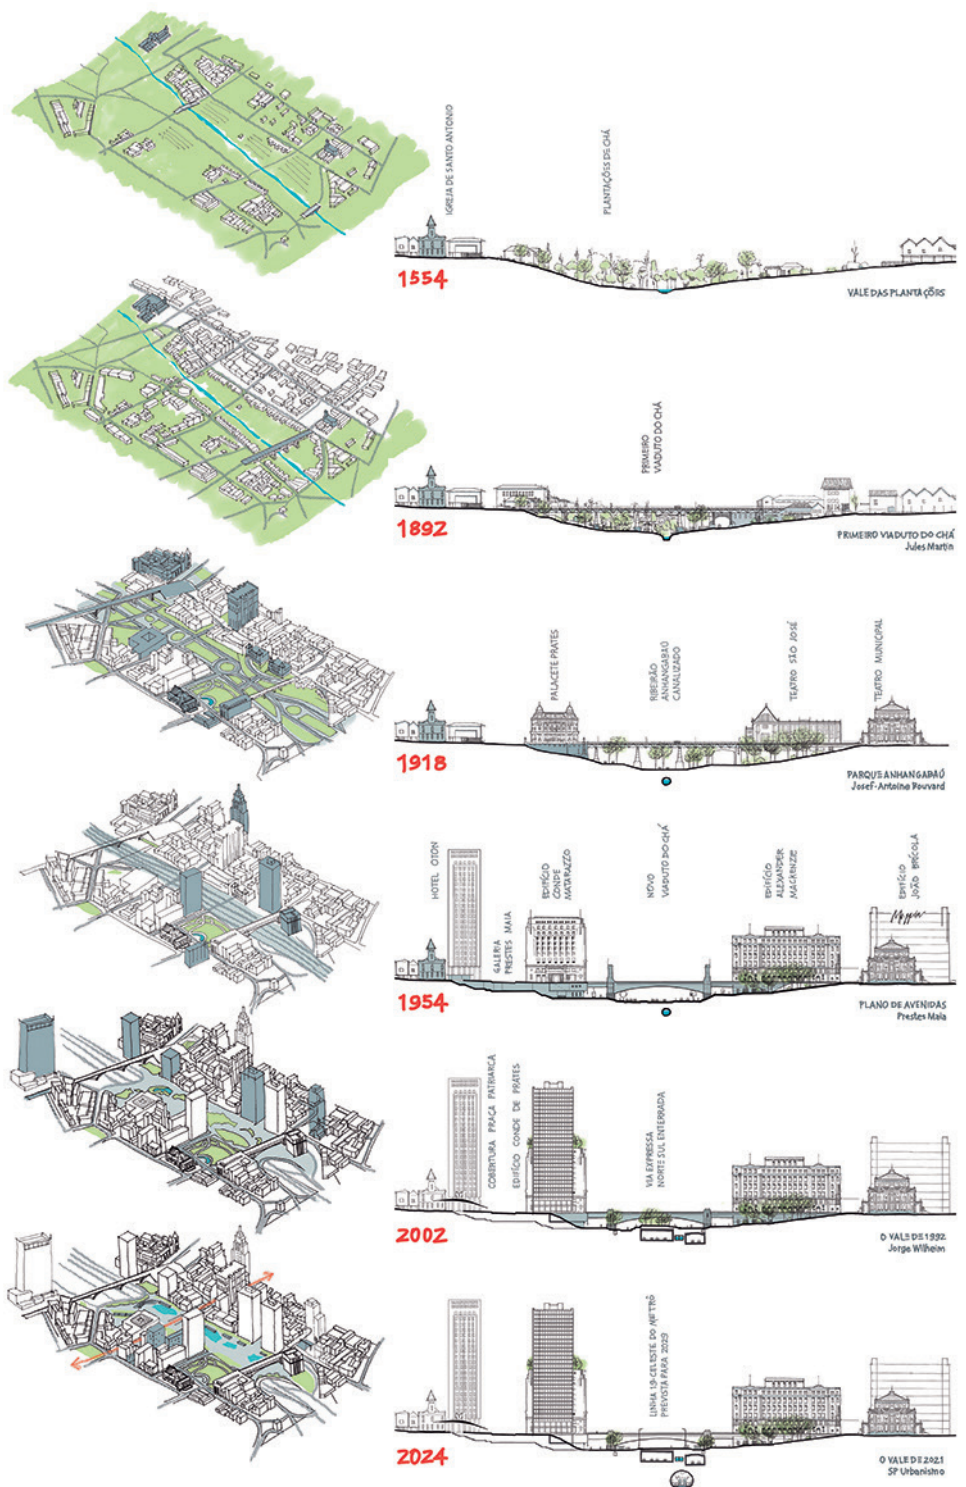 IGREJA DE SANTO ANTONIO
PLANTAÇÕES DE CHÁ
1554
VALE DAS PLANTAÇÕES
PRIMEIRO
VIADUTO DO CHÁ
1892
PRIMEIRO VIADUTO DO CHÁ
Jules Martin
PALACETE PRATES
RIBEIRÃO
ANHANGABAÚ
CANALIZADO
TEATRO SÃO JOSÉ
TEATRO MUNICIPAL
1918
PARQUE ANHANGABAÚ
Josef-Antoine Bouvard
HOTEL OTON
GALERIA
PRESTES MAIA
EDIFÍCIO
CONDE
MATARAZZO
NOVO
VIADUTO DO CHÁ
EDIFÍCIO
ALEXANDER
MACKENZIE
EDIFÍCIO
JOÃO BRÍCOLA
Mappin
1954
PLANO DE AVENIDAS
Prestes Maia
COBERTURA PRAÇA PATRIARCA
EDIFÍCIO CONDE DE PRATES
VIA EXPRESSA
NORTE SUL ENTERRADA
2002
O VALE DE 1992
Jorge Wilheim
LINHA 19-CELESTE DO METRÔ
PREVISTA PARA 2029
2024
O VALE DE 2021
SP Urbanismo